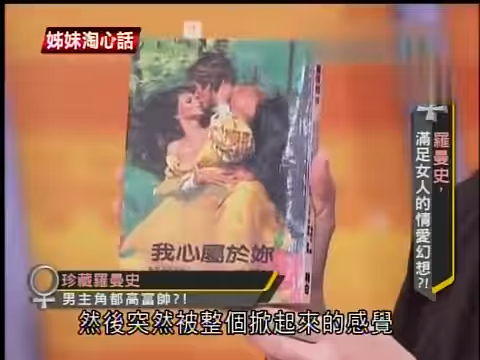 姊妹淘心話
羅曼史,
滿足女人的情愛幻想?!
我心屬於妳
珍藏羅曼史
男主角都高富帥?!
然後突然被整個掀起來的感覺